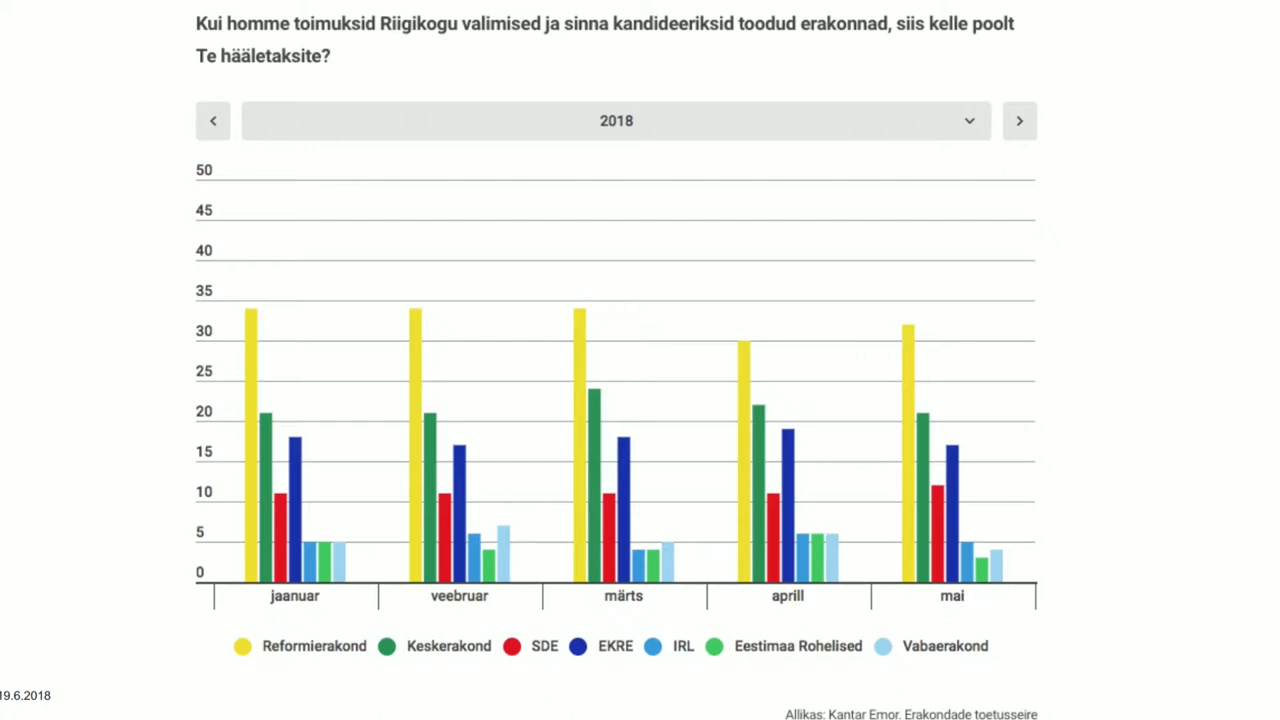 Kui homme toimuksid Riigikogu valimised ja sinna kandideeriksid toodud erakonnad, siis kelle poolt
Te hääletaksite?
2018
50
45
40
35
30
25
20
15
10
5
0
jaanuar veebruar märts aprill mai
Reformierakond Keskerakond SDE EKRE IRL Eestimaa Rohelised Vabaerakond
19.6.2018
Allikas: Kantar Emor. Erakondade toetusseire